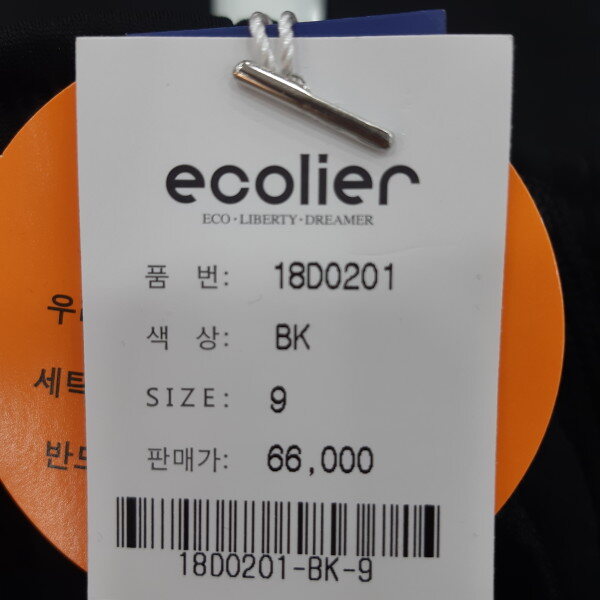 ecolier
ECO·LIBERTY·DREAMER
품 번: 18D0201
색 상: BK
SIZE: 9
판매가: 66,000
18D0201-BK-9